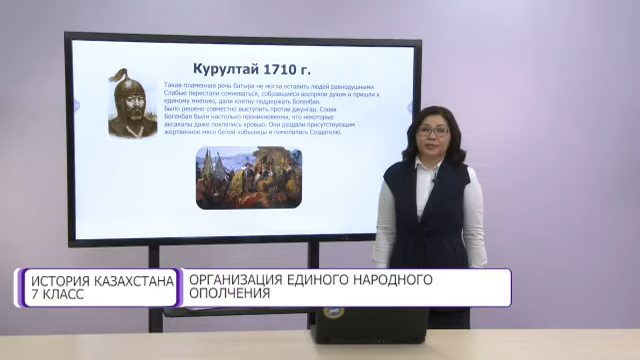 Курултай 1710 г.
Такая пламенная речь батыра не могла оставить людей равнодушными.
Слабые перестали сомневаться, собравшиеся воспряли духом и пришли к
единому мнению, дали клятву поддержать Богенбая.
Было решено совместно выступить против джунгар. Слова
Богенбая были настолько проникновенны, что некоторые
аксакалы даже поклялись кровью. Они раздали присутствующим
жертвенное мясо белой кобылицы и помолились Создателю.
ИСТОРИЯ КАЗАХСТАНА
7 КЛАСС
ОРГАНИЗАЦИЯ ЕДИНОГО НАРОДНОГО
ОПОЛЧЕНИЯ